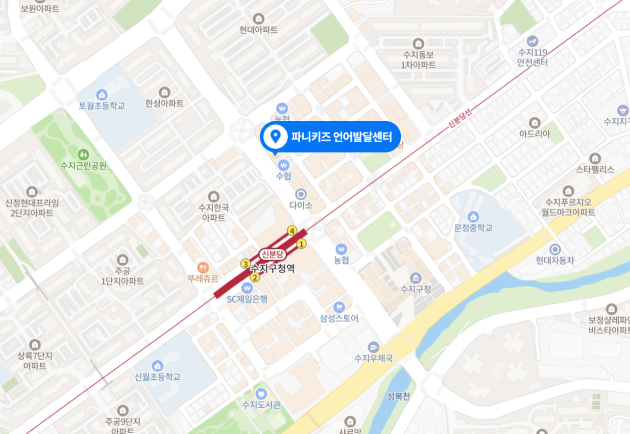 보원아파트
현대아파트
수지동보
1차아파트
수지119
안전센터
토월초등학교
한성아파트
농협
신분당선
아드리아
파니키즈 언어발달센터
수지근린공원
수협
스타펠리스
신정현대프라임
2단지아파트
수지한국
아파트
다이소
수지푸르지오
월드마크아파트
문정중학교
4
1
신분당
3
수지구청역
2
농협
현대자동차
주공
1단지아파트
뚜레쥬르
SC제일은행
수지구청
삼성스토어
보정샬레파인
비스타아파트
상록7단지
아파트
수지우체국
신월초등학교
성복천
수지도서관
주공9단지
아파트